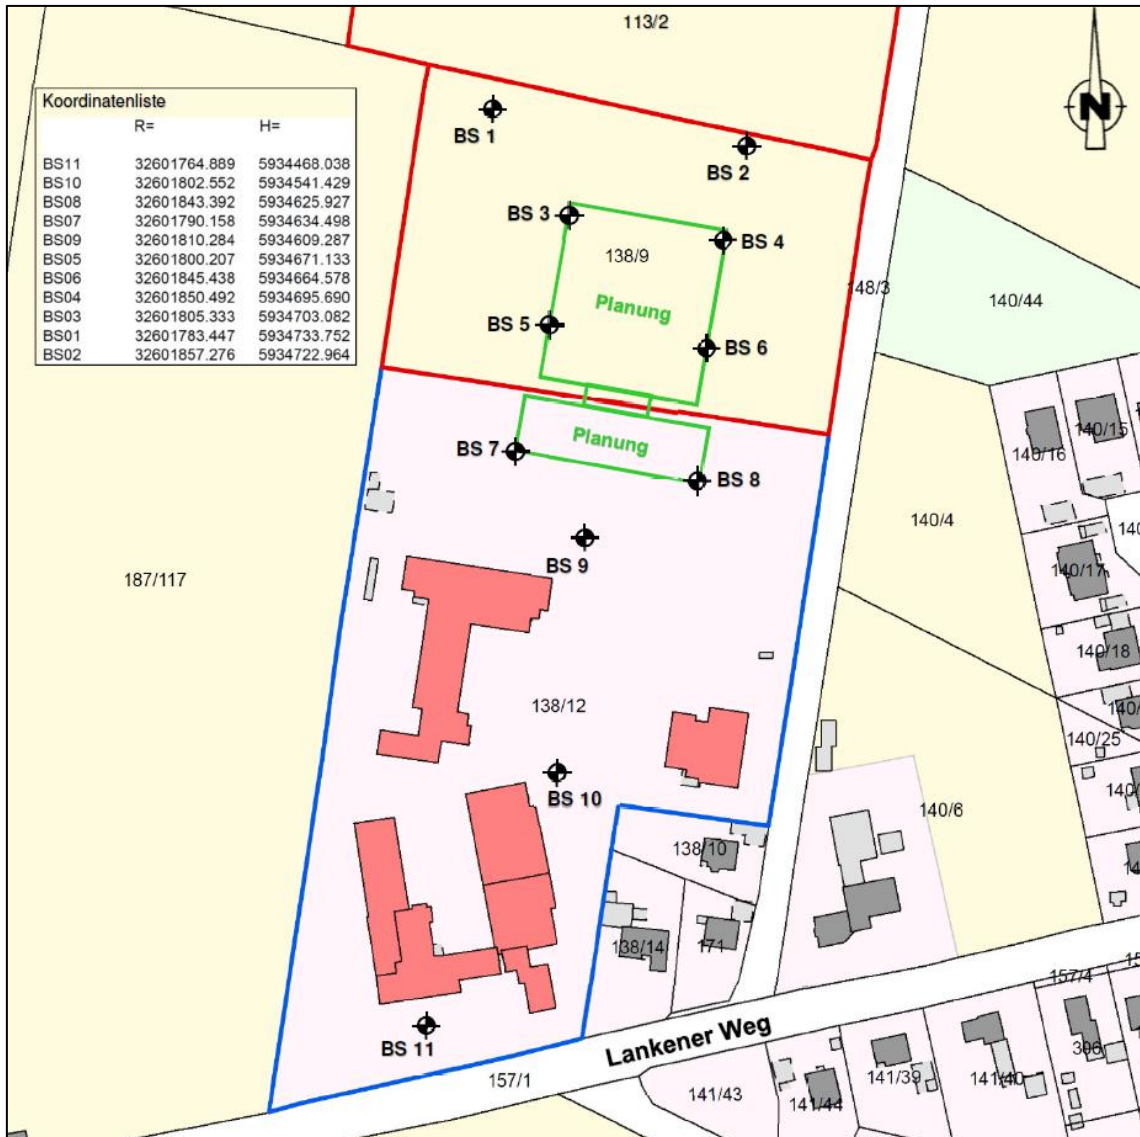 113/2
Koordinatenliste
R= H=
BS11 32601764.889 5934468.038
BS10 32601802.552 5934541.429
BS08 32601843.392 5934625.927
BS07 32601790.158 5934634.498
BS09 32601810.284 5934609.287
BS05 32601800.207 5934671.133
BS06 32601845.438 5934664.578
BS04 32601850.492 5934695.690
BS03 32601805.333 5934703.082
BS01 32601783.447 5934733.752
BS02 32601857.276 5934722.964
N
BS 1
BS 2
BS 3
BS 4
138/9
Planung
148/3
140/44
BS 5
BS 6
Planung
BS 7
BS 8
140/15
140/16
140/4
BS 9
187/117
140/17
140/18
138/12
140/25
BS 10
140/6
138/10
138/14
171
BS 11
Lankener Weg
157/1
157/4
306
141/43
141/44
141/39
141/40